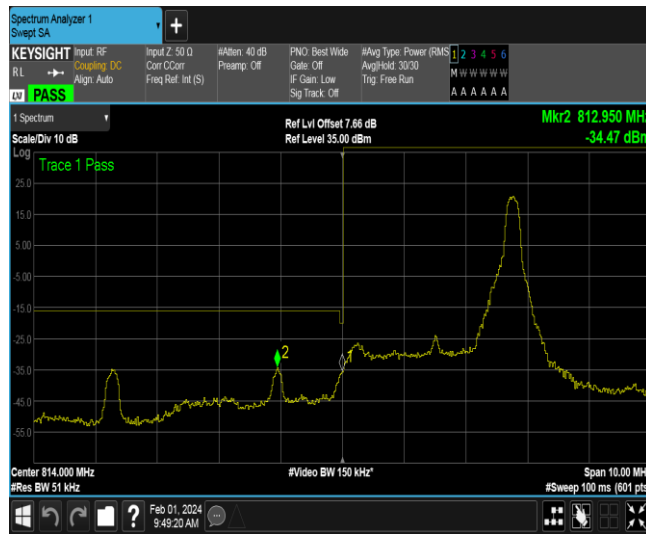 Spectrum Analyzer 1
Swept SA
KEYSIGHT
RL
LXI PASS
Input: RF
Coupling: DC
Align: Auto
Input Z: 50 Ω
Corr CCorr
Freq Ref: Int (S)
#Atten: 40 dB
Preamp: Off
PNO: Best Wide
Gate: Off
IF Gain: Low
Sig Track: Off
#Avg Type: Power (RMS
Avg|Hold: 30/30
Trig: Free Run
1 2 3 4 5 6
M W W W W W
A A A A A A
1 Spectrum
Scale/Div 10 dB
Log
Ref Lvl Offset 7.66 dB
Ref Level 35.00 dBm
Mkr2 812.950 MHz
-34.47 dBm
Trace 1 Pass
25.0
15.0
5.00
-5.00
-15.0
-25.0
-35.0
-45.0
-55.0
2
1
Center 814.000 MHz
#Res BW 51 kHz
#Video BW 150 kHz*
Span 10.00 MHz
#Sweep 100 ms (601 pts
?
Feb 01, 2024
9:49:20 AM